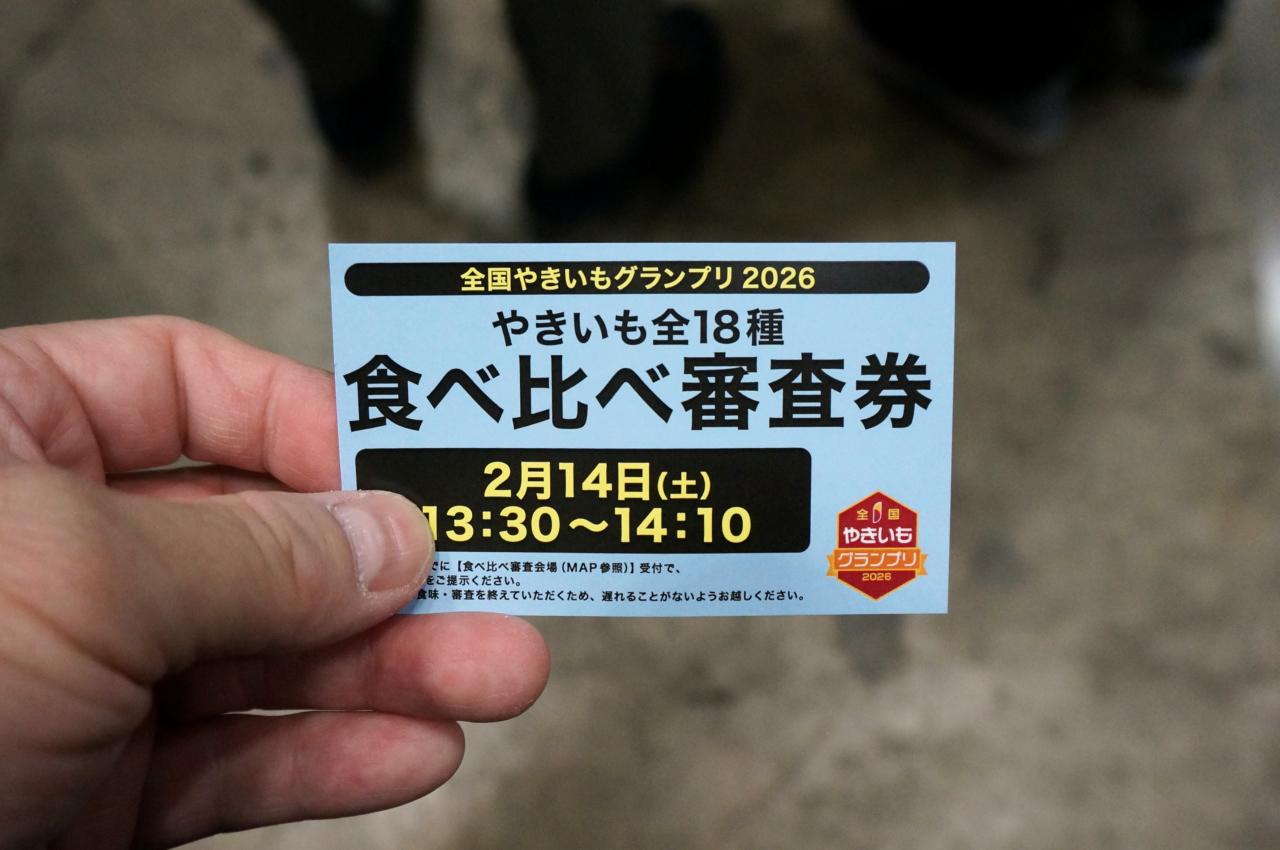 全国やきいもグランプリ 2026
やきいも全18種
食べ比べ審査券
2月14日(土)
13:30～14:10
でに【食べ比べ審査会場(MAP参照)】受付で、
をご提示ください。
食味・審査を終えていただくため、遅れることがないようお越しください。
全国
やきいも
グランプリ
2026